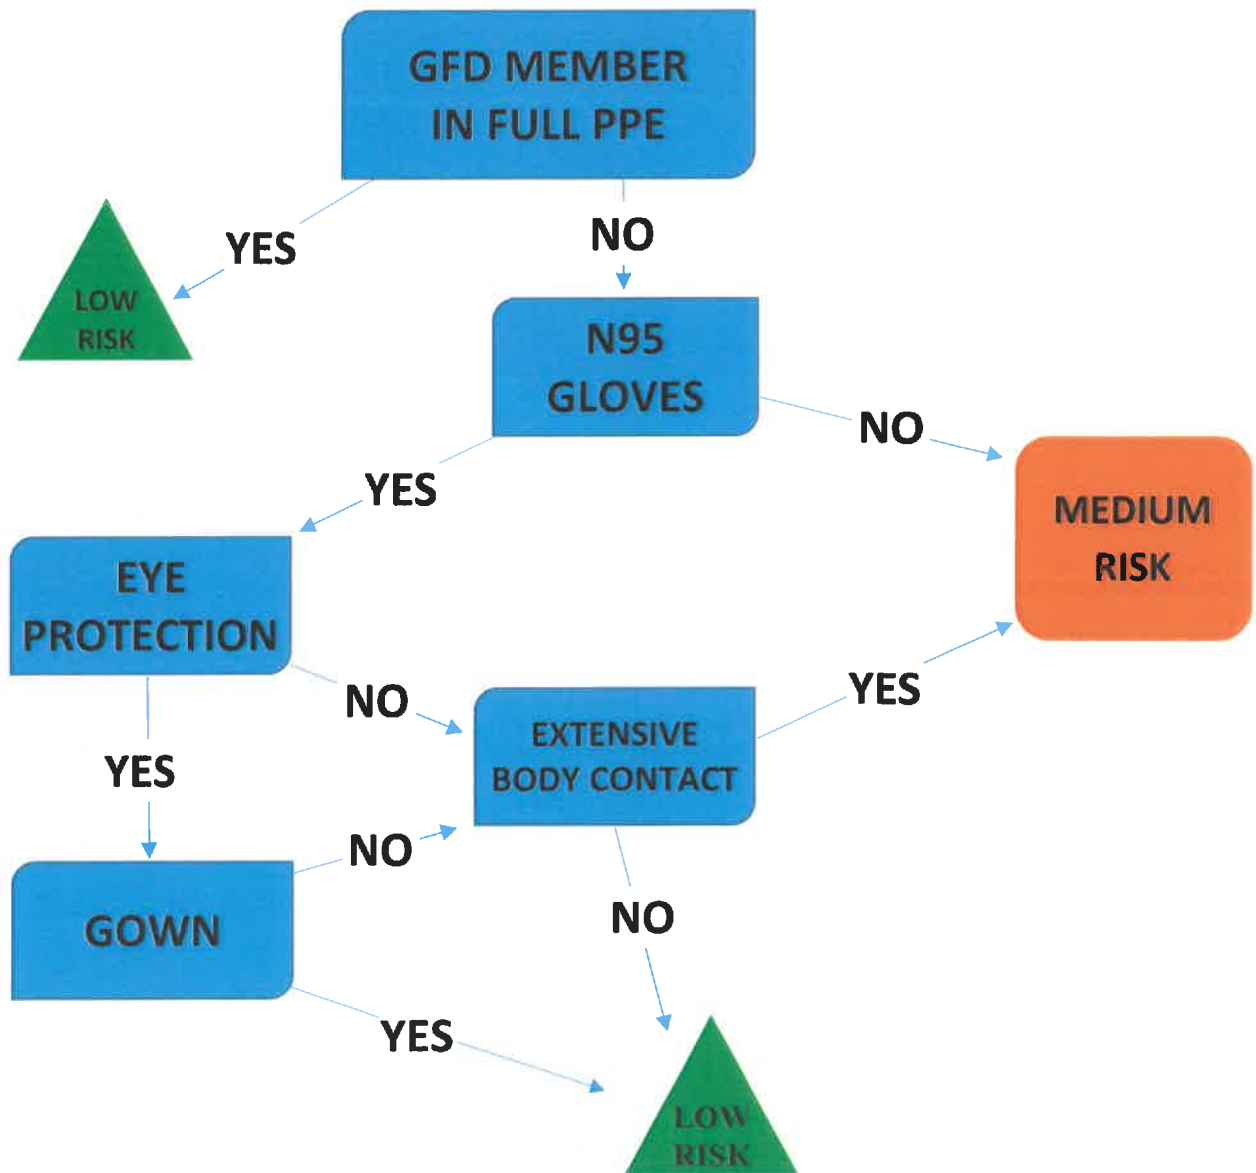 GFD MEMBER
IN FULL PPE
YES
NO
LOW
RISK
N95
GLOVES
NO
YES
MEDIUM
RISK
EYE
PROTECTION
NO
YES
EXTENSIVE
BODY CONTACT
YES
NO
GOWN
NO
YES
LOW
RISK